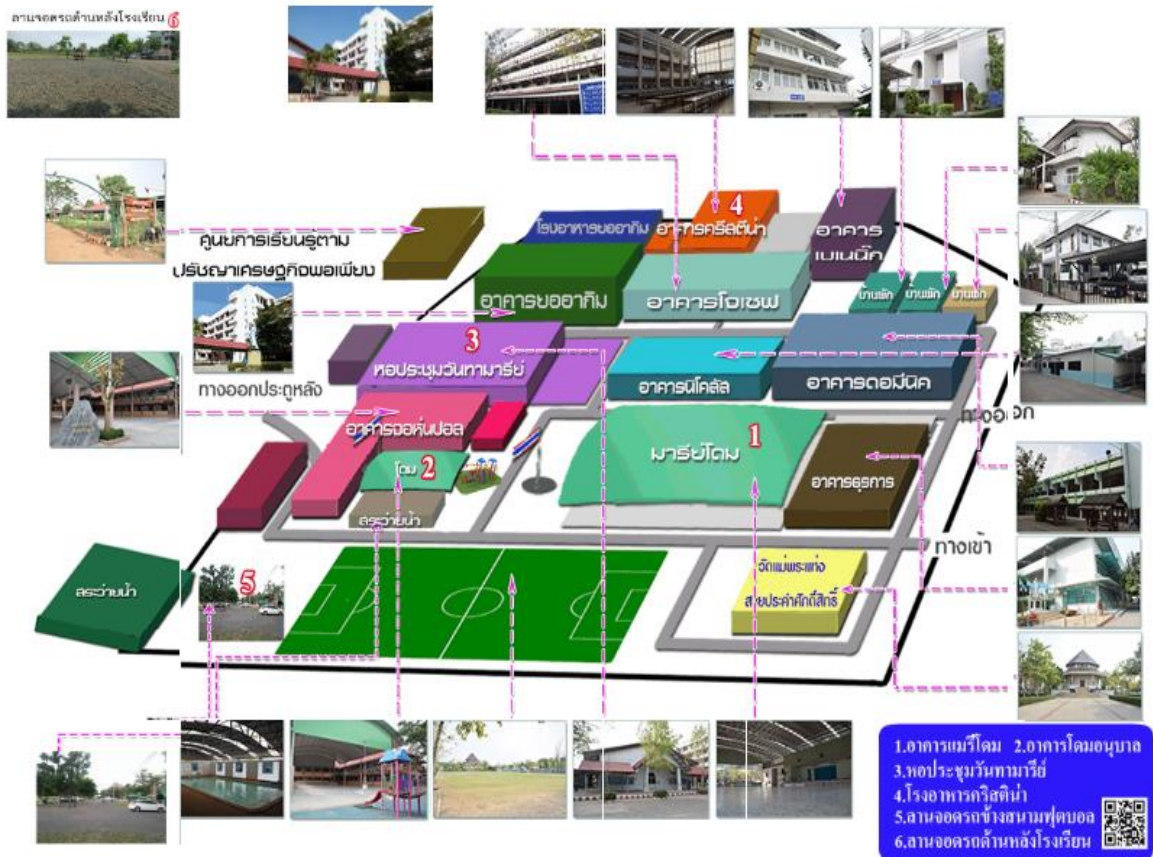 ลานจอดรถด้านหลังโรงเรียน 6
4
โรงอาหารยออากิม
อาคารคริสตีน่า
อาคาร
เบเนดิก
ศูนย์การเรียนรู้ตาม
ปรัชญาเศรษฐกิจพอเพียง
อาคารยออากิม
อาคารโจเซฟ
บ้านพัก
บ้านพัก
บ้านพัก
3
หอประชุมวันทามารีย์
ทางออกประตูหลัง
อาคารนิโคลัส
อาคารดอมินิค
ทางออก
อาคารจอห์นปอล
1
มารีย์โดม
โดม 2
อาคารธุรการ
สระว่ายน้ำ
ทางเข้า
วัดแม่พระแห่ง
สายประคำศักดิ์สิทธิ์
สระว่ายน้ำ
5
1.อาคารแมรี่โดม 2.อาคารโดมอนุบาล
3.หอประชุมวันทามารีย์
4.โรงอาหารคริสติน่า
5.ลานจอดรถข้างสนามฟุตบอล
6.ลานจอดรถด้านหลังโรงเรียน